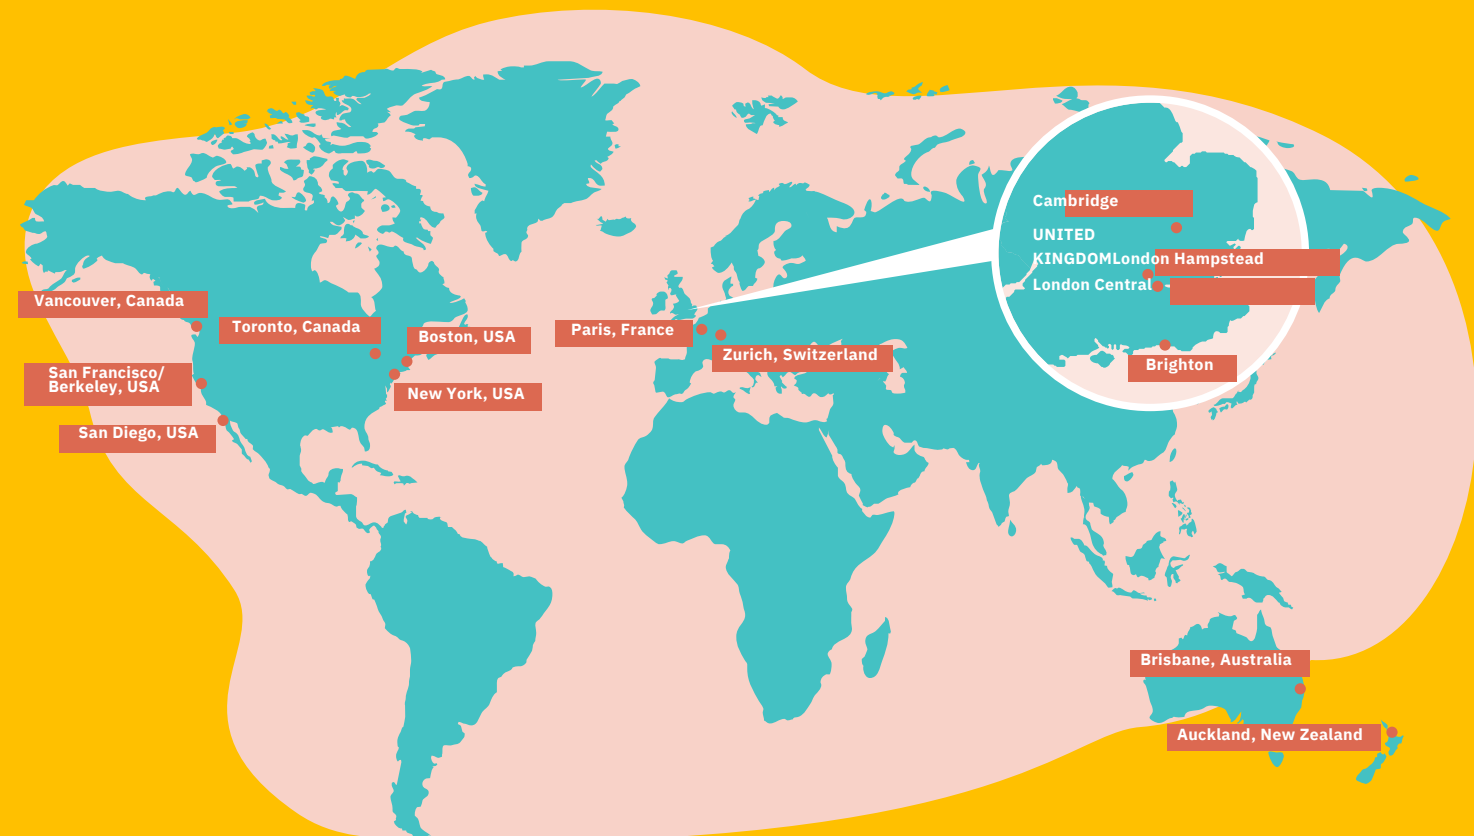 Cambridge
UNITED
KINGDOMLondon Hampstead
London Central
Vancouver, Canada
Toronto, Canada
Boston, USA
Paris, France
Zurich, Switzerland
Brighton
San Francisco/
Berkeley, USA
New York, USA
San Diego, USA
Brisbane, Australia
Auckland, New Zealand